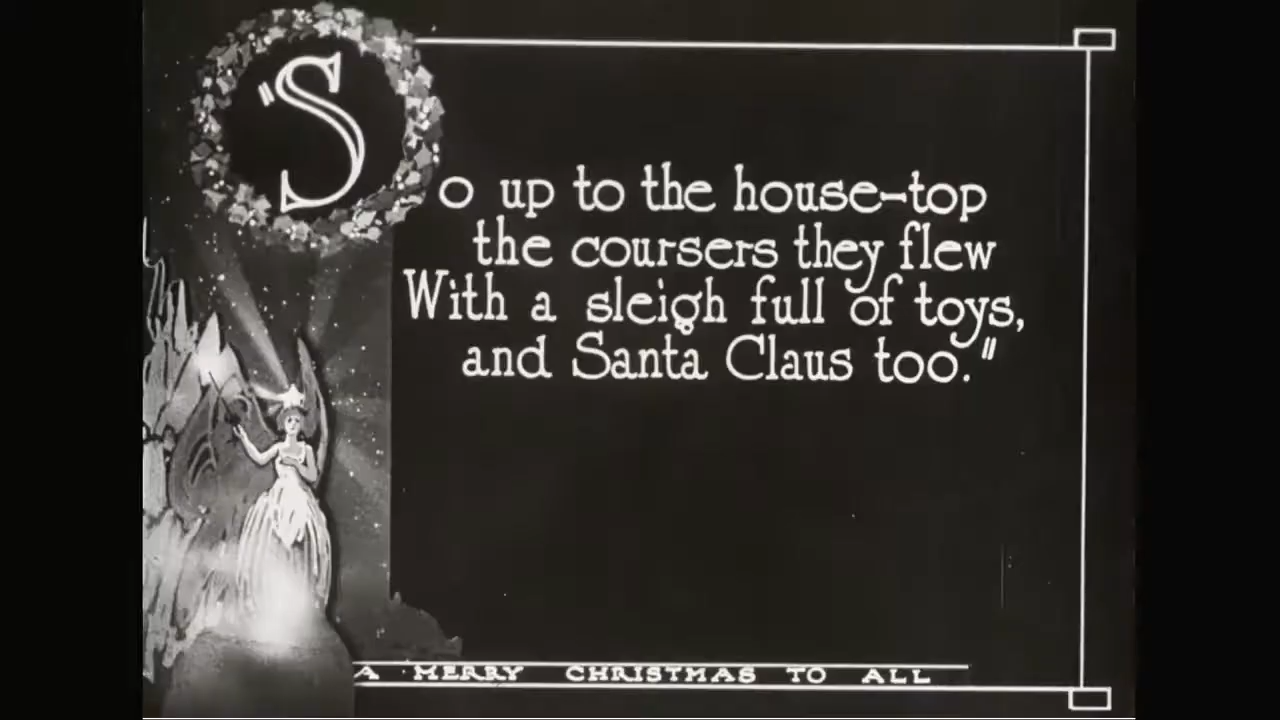 "So up to the house-top
the coursers they flew
With a sleigh full of toys,
and Santa Claus too."
A MERRY CHRISTMAS TO ALL